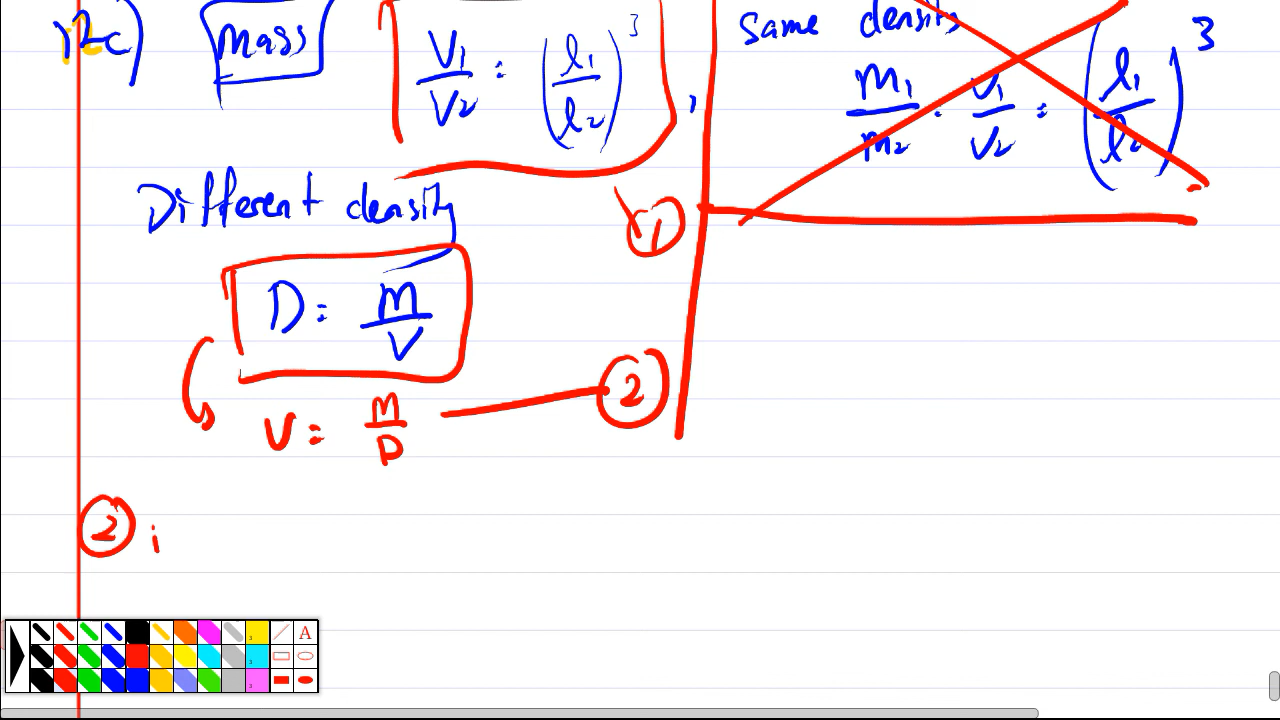 12c) Mass
V1/V2 = (l1/l2)^3 ,
Different density
①
D = m/V
V = M/D ②
② i
same density
m1/m2 = V1/V2 = (l1/l2)^3
A